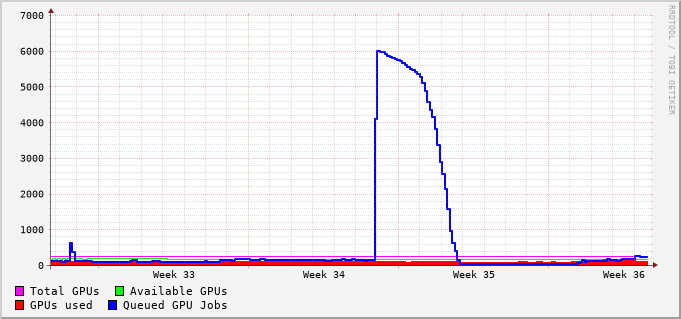 7000
6000
5000
4000
3000
2000
1000
0
Week 33 Week 34 Week 35 Week 36
Total GPUs Available GPUs
GPUs used Queued GPU Jobs
RRDTOOL / TOBI OETIKER